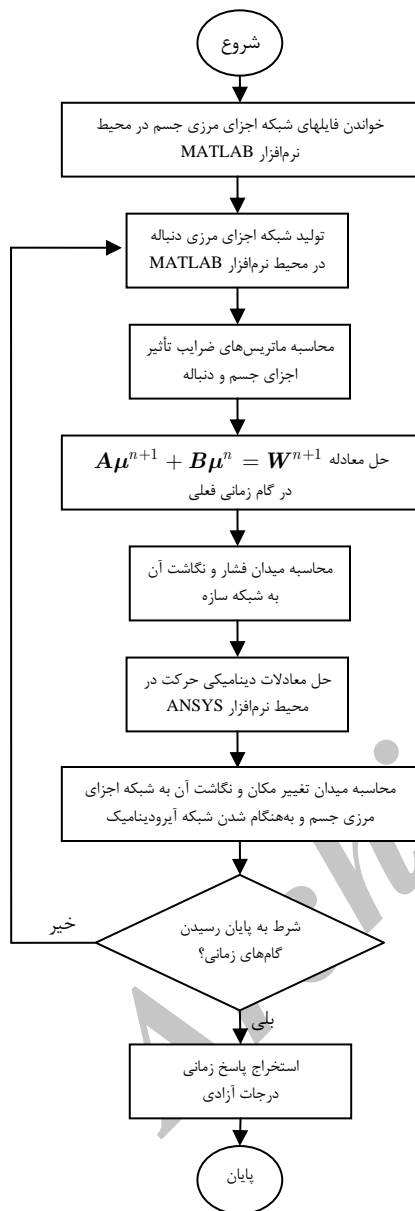 شروع
خواندن فایلهای شبکه اجزای مرزی جسم در محیط
نرم‌افزار MATLAB
تولید شبکه اجزای مرزی دنباله
در محیط نرم‌افزار MATLAB
محاسبه ماتریس‌های ضرایب تأثیر
اجزای جسم و دنباله
حل معادله Aμⁿ⁺¹ + Bμⁿ = Wⁿ⁺¹
در گام زمانی فعلی
محاسبه میدان فشار و نگاشت آن
به شبکه سازه
حل معادلات دینامیکی حرکت در
محیط نرم‌افزار ANSYS
محاسبه میدان تغییر مکان و نگاشت آن به شبکه اجزای
مرزی جسم و به‌هنگام شدن شبکه آیرودینامیک
شرط به پایان رسیدن
گام‌های زمانی؟
خیر
بلی
استخراج پاسخ زمانی
درجات آزادی
پایان
Archi